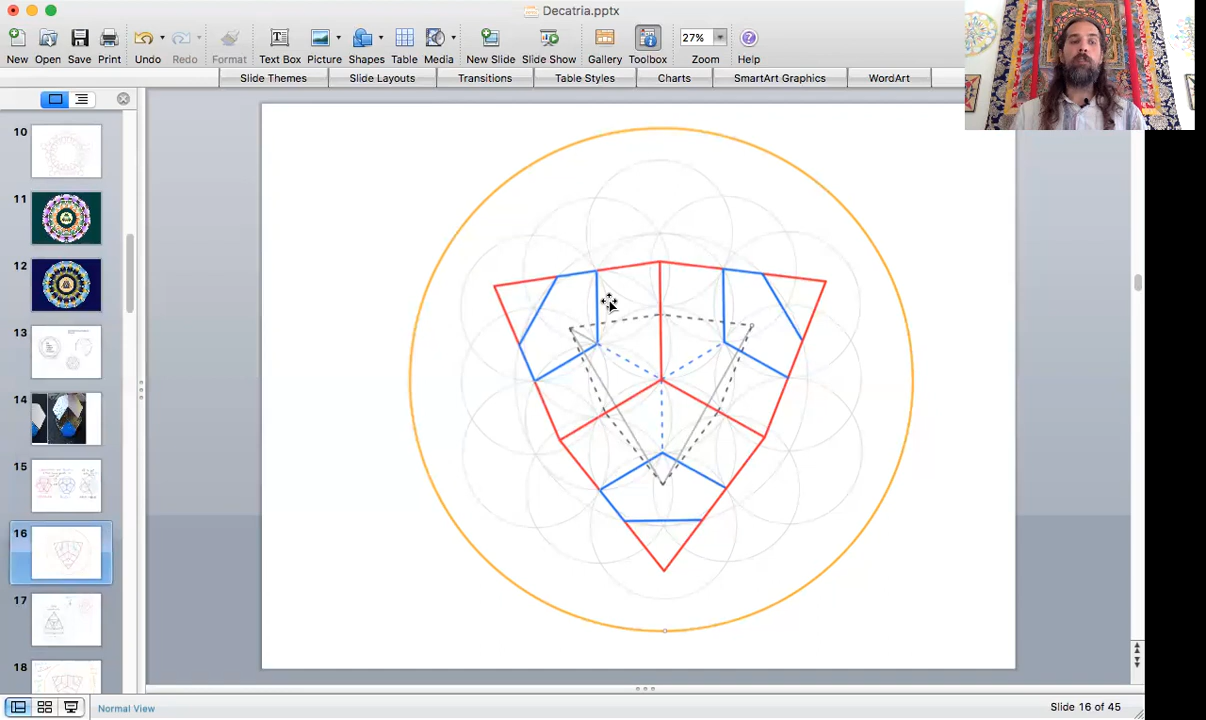 Decatria.pptx
New Open Save Print Undo Redo Format Text Box Picture Shapes Table Media New Slide Slide Show Gallery Toolbox Zoom Help
27%
Slide Themes Slide Layouts Transitions Table Styles Charts SmartArt Graphics WordArt
10
11
12
13
14
15
16
17
18
Normal View
Slide 16 of 45